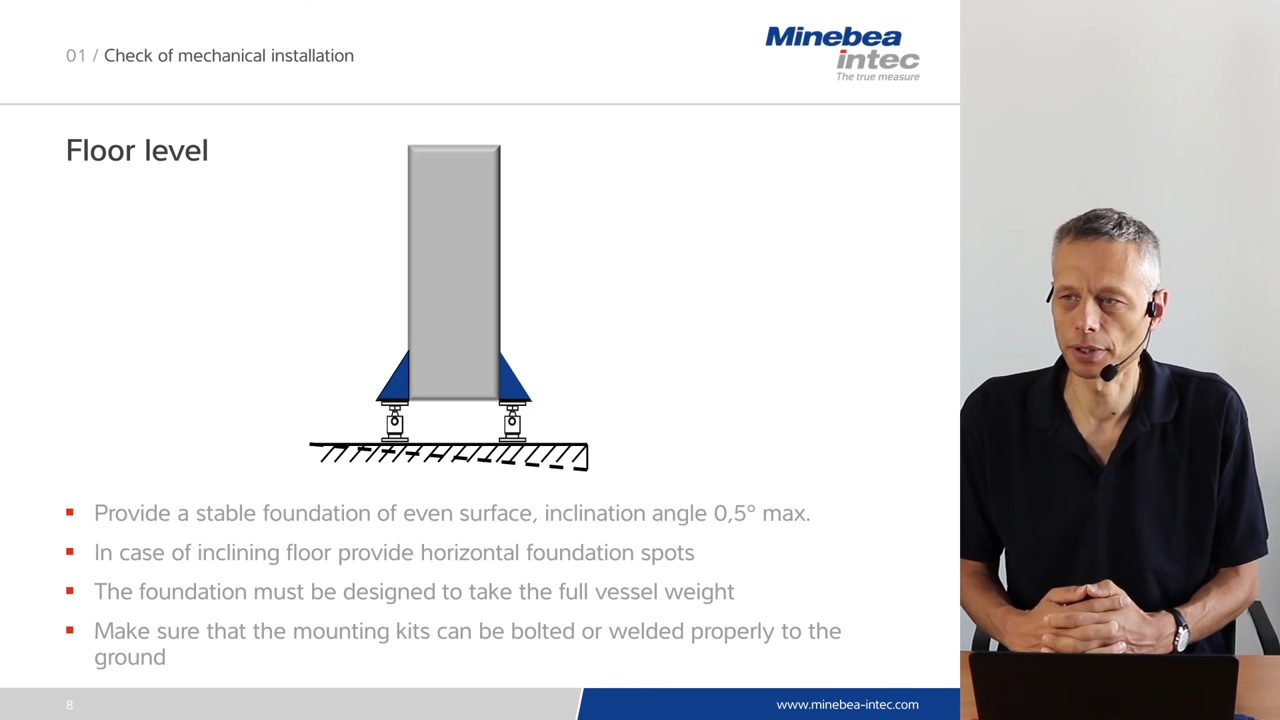 01 / Check of mechanical installation
Minebea
intec
The true measure
Floor level
Provide a stable foundation of even surface, inclination angle 0,5° max.
In case of inclining floor provide horizontal foundation spots
The foundation must be designed to take the full vessel weight
Make sure that the mounting kits can be bolted or welded properly to the
ground
8
www.minebea-intec.com